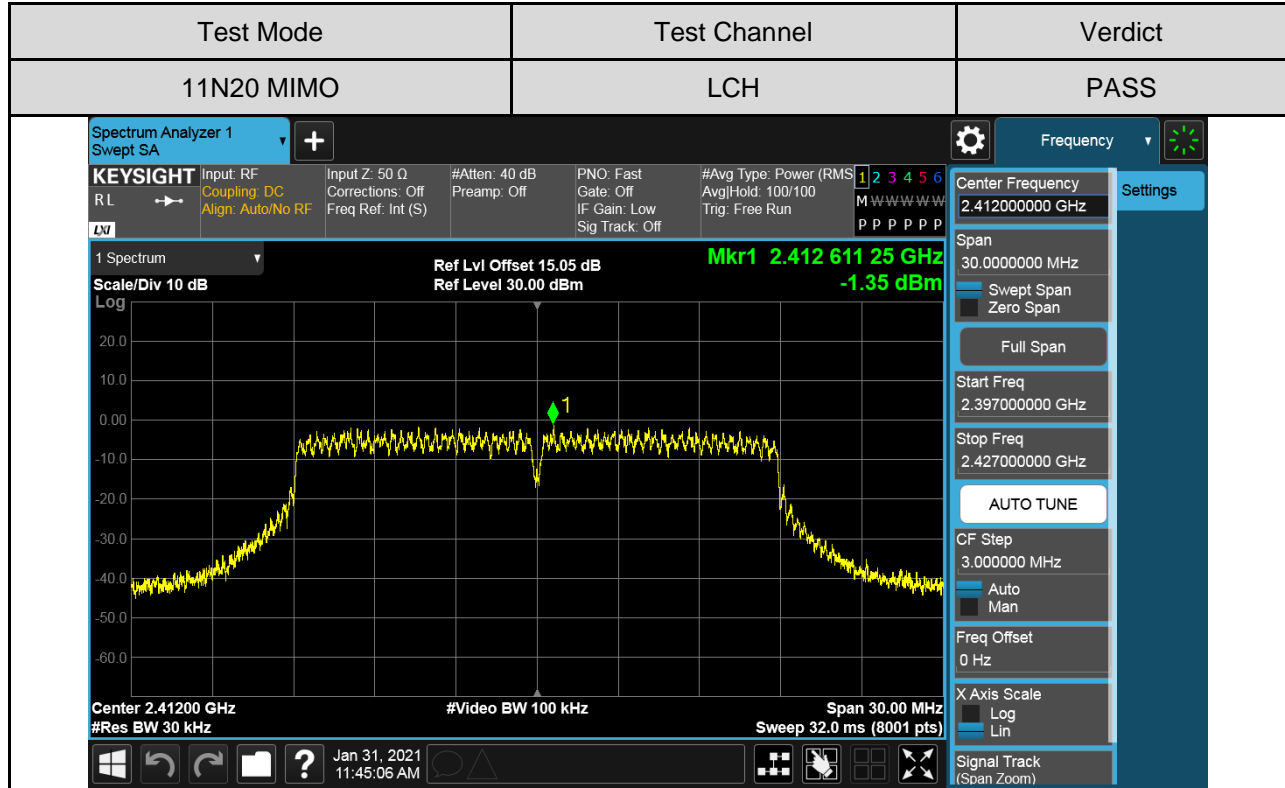 Test Mode Test Channel Verdict
11N20 MIMO LCH PASS
Spectrum Analyzer 1
Swept SA
+
Frequency
KEYSIGHT Input: RF Input Z: 50 Ω #Atten: 40 dB PNO: Fast #Avg Type: Power (RMS 1 2 3 4 5 6
R L Coupling: DC Corrections: Off Preamp: Off Gate: Off Avg|Hold: 100/100 M W W W W W
Align: Auto/No RF Freq Ref: Int (S) IF Gain: Low Trig: Free Run
LXI Sig Track: Off P P P P P P
1 Spectrum
Scale/Div 10 dB
Ref Lvl Offset 15.05 dB
Ref Level 30.00 dBm
Mkr1 2.412 611 25 GHz
-1.35 dBm
Log
20.0
10.0
0.00
-10.0
-20.0
-30.0
-40.0
-50.0
-60.0
1
Center 2.41200 GHz #Video BW 100 kHz Span 30.00 MHz
#Res BW 30 kHz Sweep 32.0 ms (8001 pts)
?
Jan 31, 2021
11:45:06 AM
Center Frequency
2.412000000 GHz
Settings
Span
30.0000000 MHz
Swept Span
Zero Span
Full Span
Start Freq
2.397000000 GHz
Stop Freq
2.427000000 GHz
AUTO TUNE
CF Step
3.000000 MHz
Auto
Man
Freq Offset
0 Hz
X Axis Scale
Log
Lin
Signal Track
(Span Zoom)